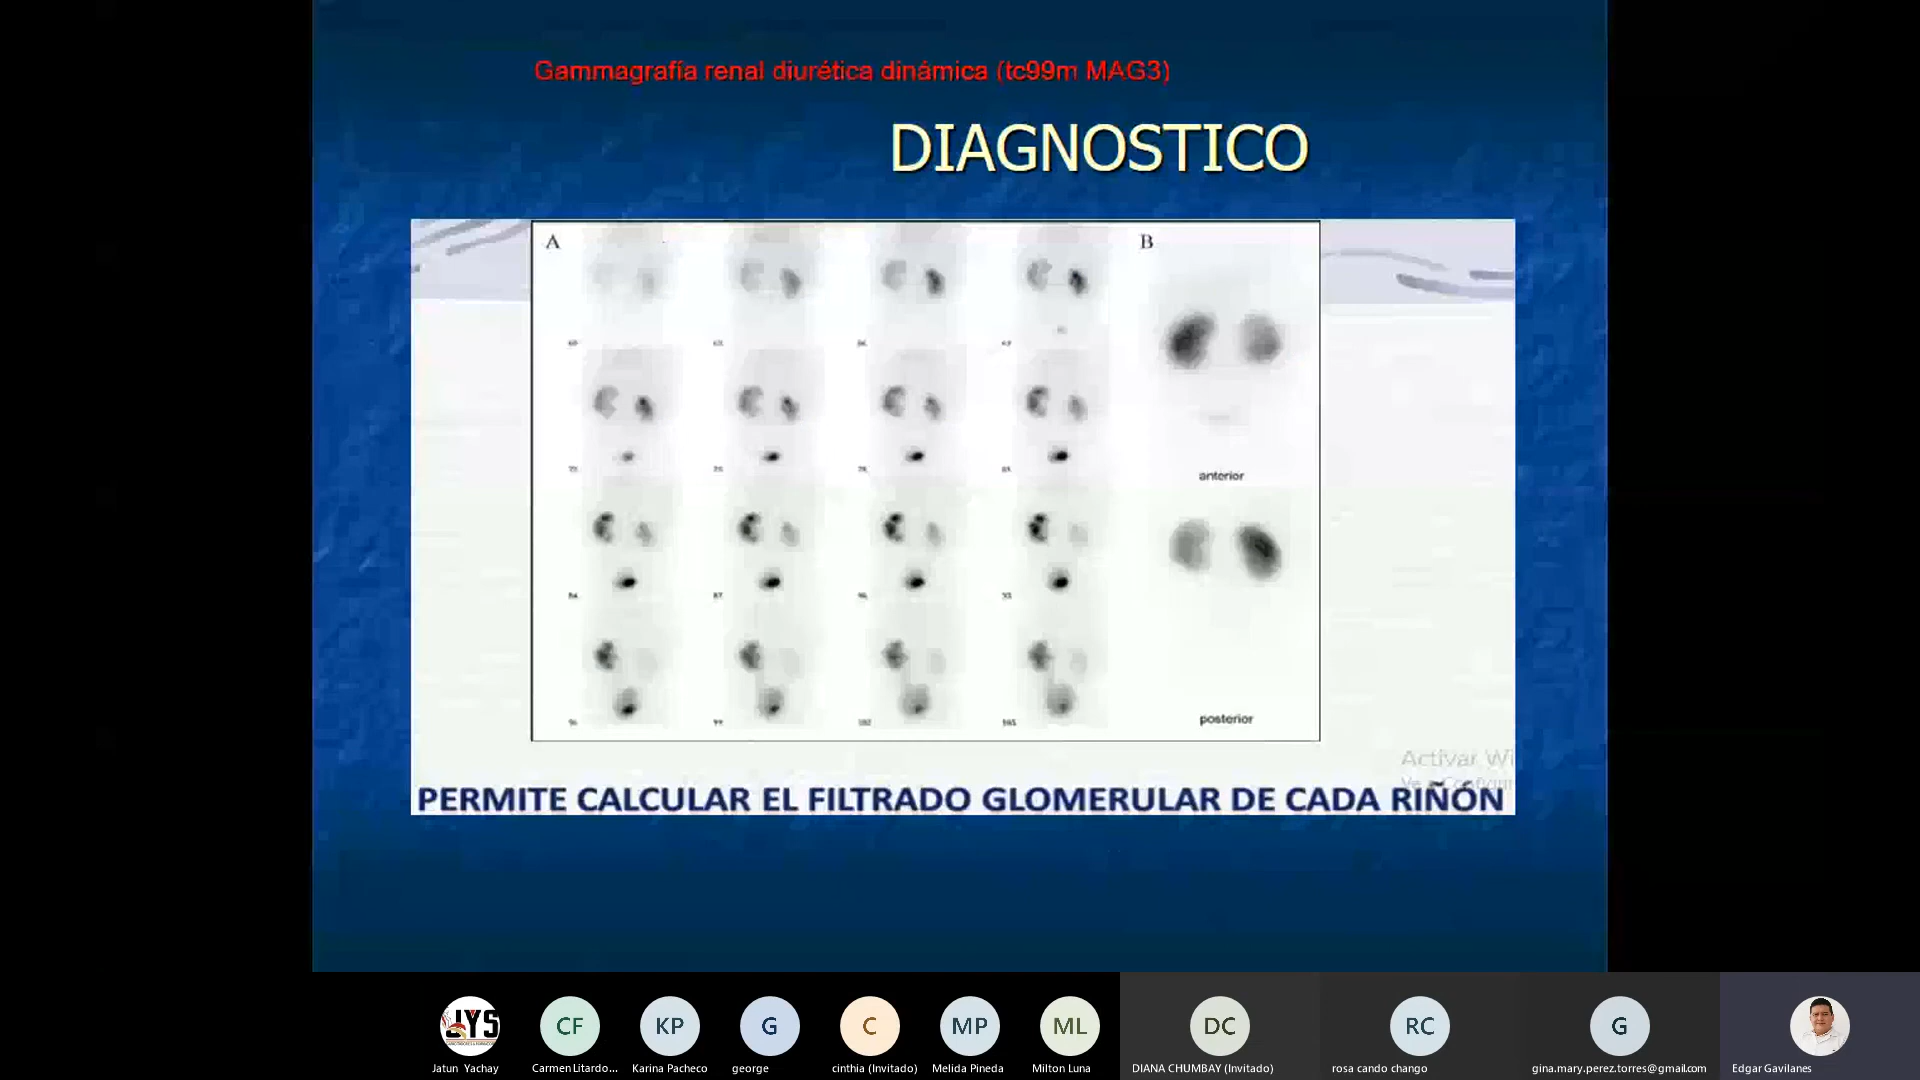 Gammagrafía renal diurética dinámica (tc99m MAG3)
DIAGNOSTICO
A
B
anterior
posterior
Activar Wi
PERMITE CALCULAR EL FILTRADO GLOMERULAR DE CADA RIÑÓN
JYS
CF
KP
G
C
MP
ML
DC
RC
G
Jatun Yachay
Carmen Litardo...
Karina Pacheco
george
cinthia (Invitado)
Melida Pineda
Milton Luna
DIANA CHUMBAY (Invitado)
rosa cando chango
gina.mary.perez.torres@gmail.com
Edgar Gavilanes